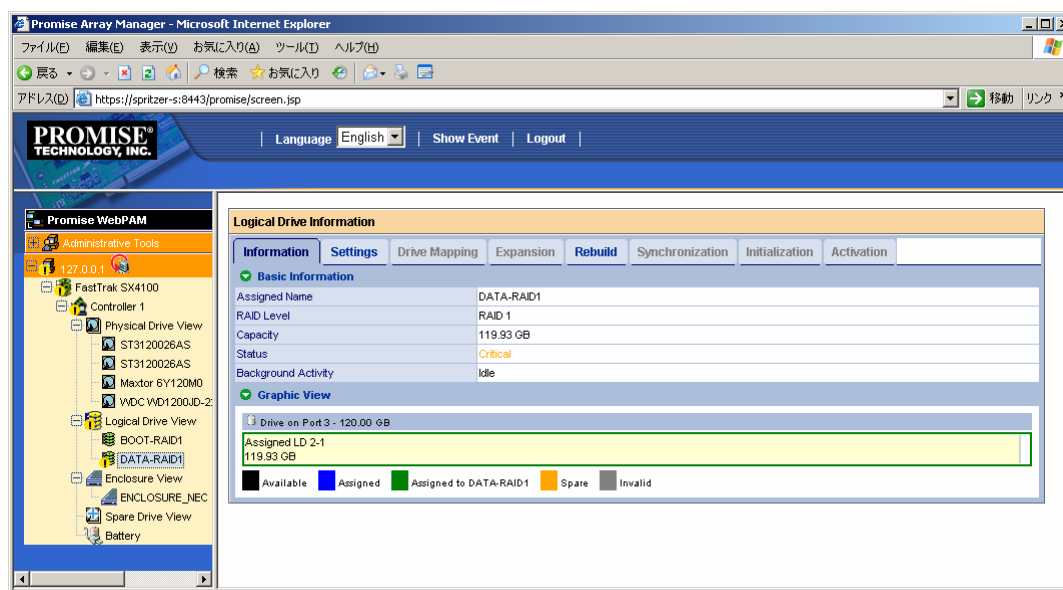 Promise Array Manager - Microsoft Internet Explorer
ファイル(F) 編集(E) 表示(V) お気に入り(A) ツール(T) ヘルプ(H)
戻る 検索 お気に入り
アドレス(D) https://spritzer-s:8443/promise/screen.jsp 移動 リンク
PROMISE®
TECHNOLOGY, INC.
| Language English | Show Event | Logout |
Promise WebPAM
Administrative Tools
127.0.0.1
FastTrak SX4100
Controller 1
Physical Drive View
ST3120026AS
ST3120026AS
Maxtor 6Y120M0
WDC WD1200JD-2
Logical Drive View
BOOT-RAID1
DATA-RAID1
Enclosure View
ENCLOSURE_NEC
Spare Drive View
Battery
Logical Drive Information
Information Settings Drive Mapping Expansion Rebuild Synchronization Initialization Activation
Basic Information
Assigned Name DATA-RAID1
RAID Level RAID 1
Capacity 119.93 GB
Status Critical
Background Activity Idle
Graphic View
Drive on Port 3 - 120.00 GB
Assigned LD 2-1
119.93 GB
Available Assigned Assigned to DATA-RAID1 Spare Invalid